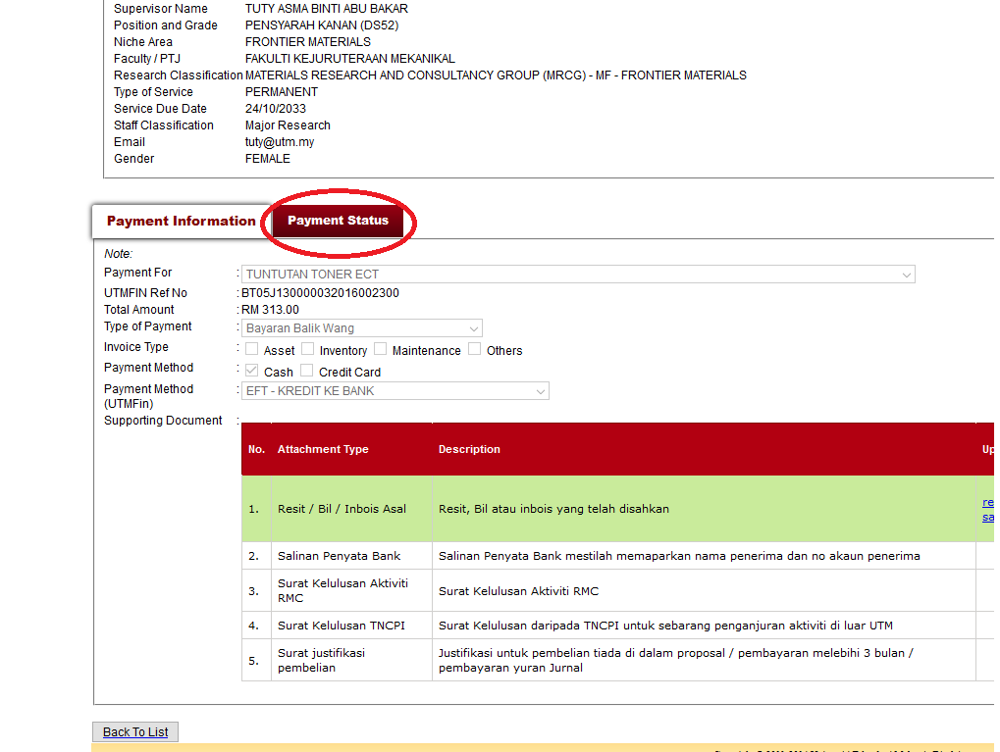 Supervisor Name TUTY ASMA BINTI ABU BAKAR
Position and Grade PENSYARAH KANAN (DS52)
Niche Area FRONTIER MATERIALS
Faculty / PTJ FAKULTI KEJURUTERAAN MEKANIKAL
Research Classification MATERIALS RESEARCH AND CONSULTANCY GROUP (MRCG) - MF - FRONTIER MATERIALS
Type of Service PERMANENT
Service Due Date 24/10/2033
Staff Classification Major Research
Email tuty@utm.my
Gender FEMALE
Payment Information Payment Status
Note:
Payment For : TUNTUTAN TONER ECT
UTMFIN Ref No : BT05J130000032016002300
Total Amount : RM 313.00
Type of Payment : Bayaran Balik Wang
Invoice Type : Asset Inventory Maintenance Others
Payment Method : Cash Credit Card
Payment Method : EFT - KREDIT KE BANK
(UTMFin)
Supporting Document :
No. Attachment Type Description Up
1. Resit / Bil / Inbois Asal Resit, Bil atau inbois yang telah disahkan re
sa
2. Salinan Penyata Bank Salinan Penyata Bank mestilah memaparkan nama penerima dan no akaun penerima
3. Surat Kelulusan Aktiviti RMC Surat Kelulusan Aktiviti RMC
4. Surat Kelulusan TNCPI Surat Kelulusan daripada TNCPI untuk sebarang penganjuran aktiviti di luar UTM
5. Surat justifikasi pembelian Justifikasi untuk pembelian tiada di dalam proposal / pembayaran melebihi 3 bulan /
pembayaran yuran Jurnal
Back To List